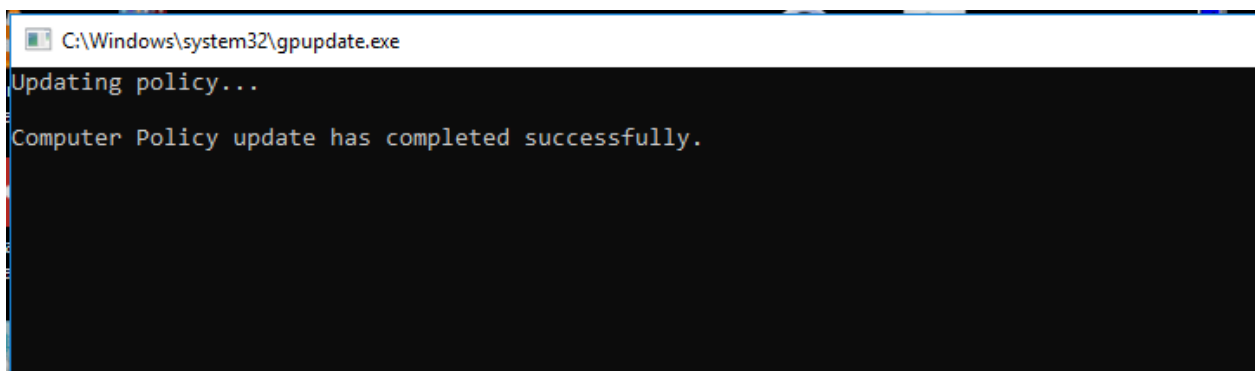 C:\Windows\system32\gpupdate.exe
Updating policy...
Computer Policy update has completed successfully.